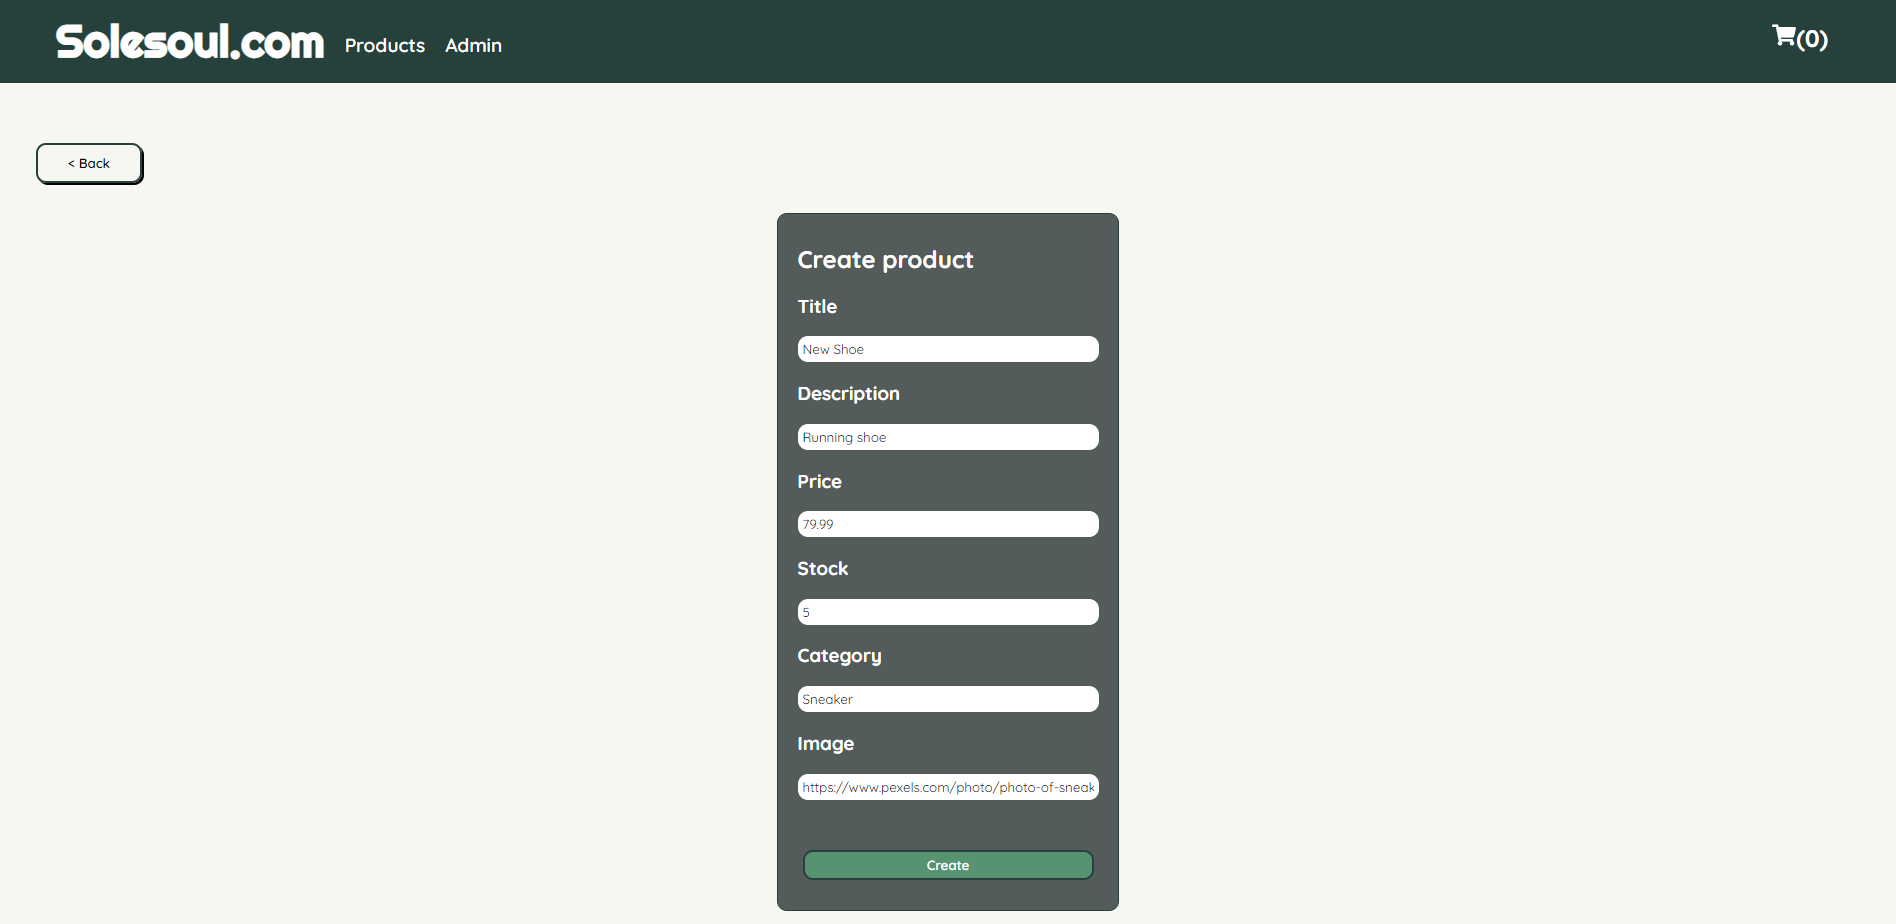 Solesoul.com Products Admin (0)
< Back
Create product
Title
New Shoe
Description
Running shoe
Price
79.99
Stock
5
Category
Sneaker
Image
https://www.pexels.com/photo/photo-of-sneak
Create